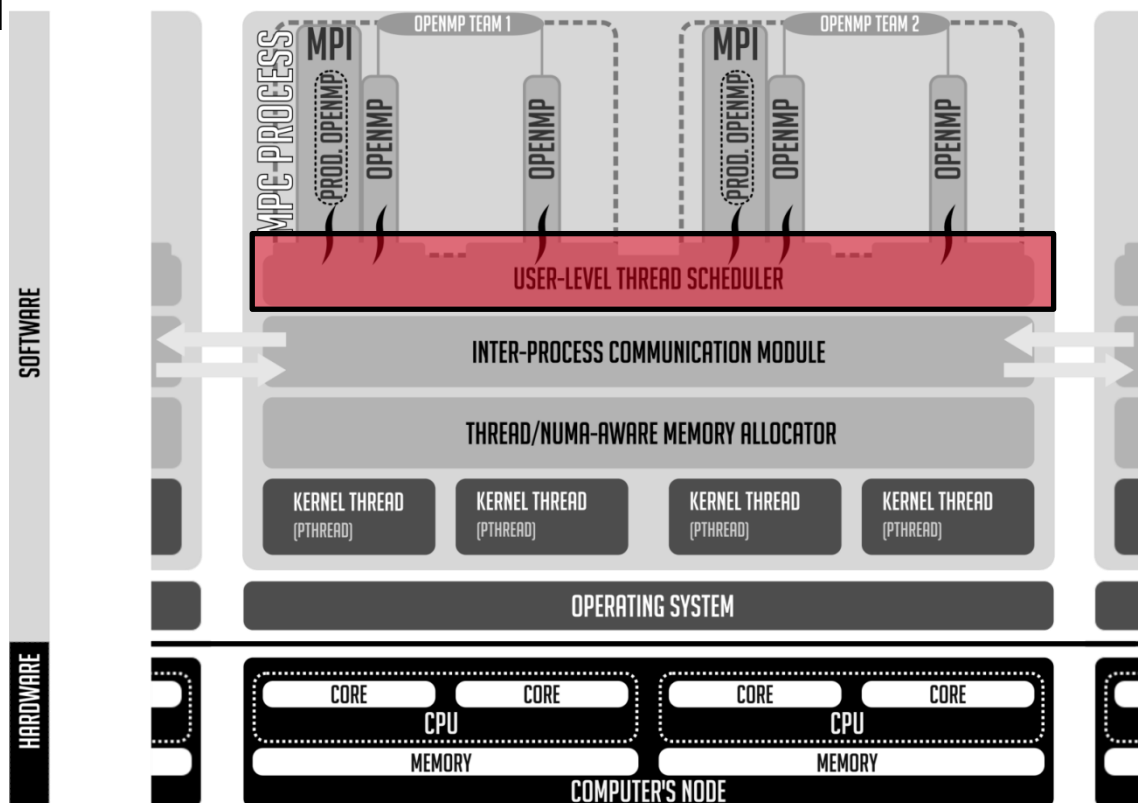 OPENMP TEAM 1
OPENMP TEAM 2
MPC PROCESS
MPI
PROD. OPENMP
OPENMP
OPENMP
MPI
PROD. OPENMP
OPENMP
OPENMP
USER-LEVEL THREAD SCHEDULER
SOFTWARE
INTER-PROCESS COMMUNICATION MODULE
THREAD/NUMA-AWARE MEMORY ALLOCATOR
KERNEL THREAD
(PTHREAD)
KERNEL THREAD
(PTHREAD)
KERNEL THREAD
(PTHREAD)
KERNEL THREAD
(PTHREAD)
OPERATING SYSTEM
HARDWARE
CORE
CORE
CORE
CORE
CPU
CPU
MEMORY
MEMORY
COMPUTER'S NODE